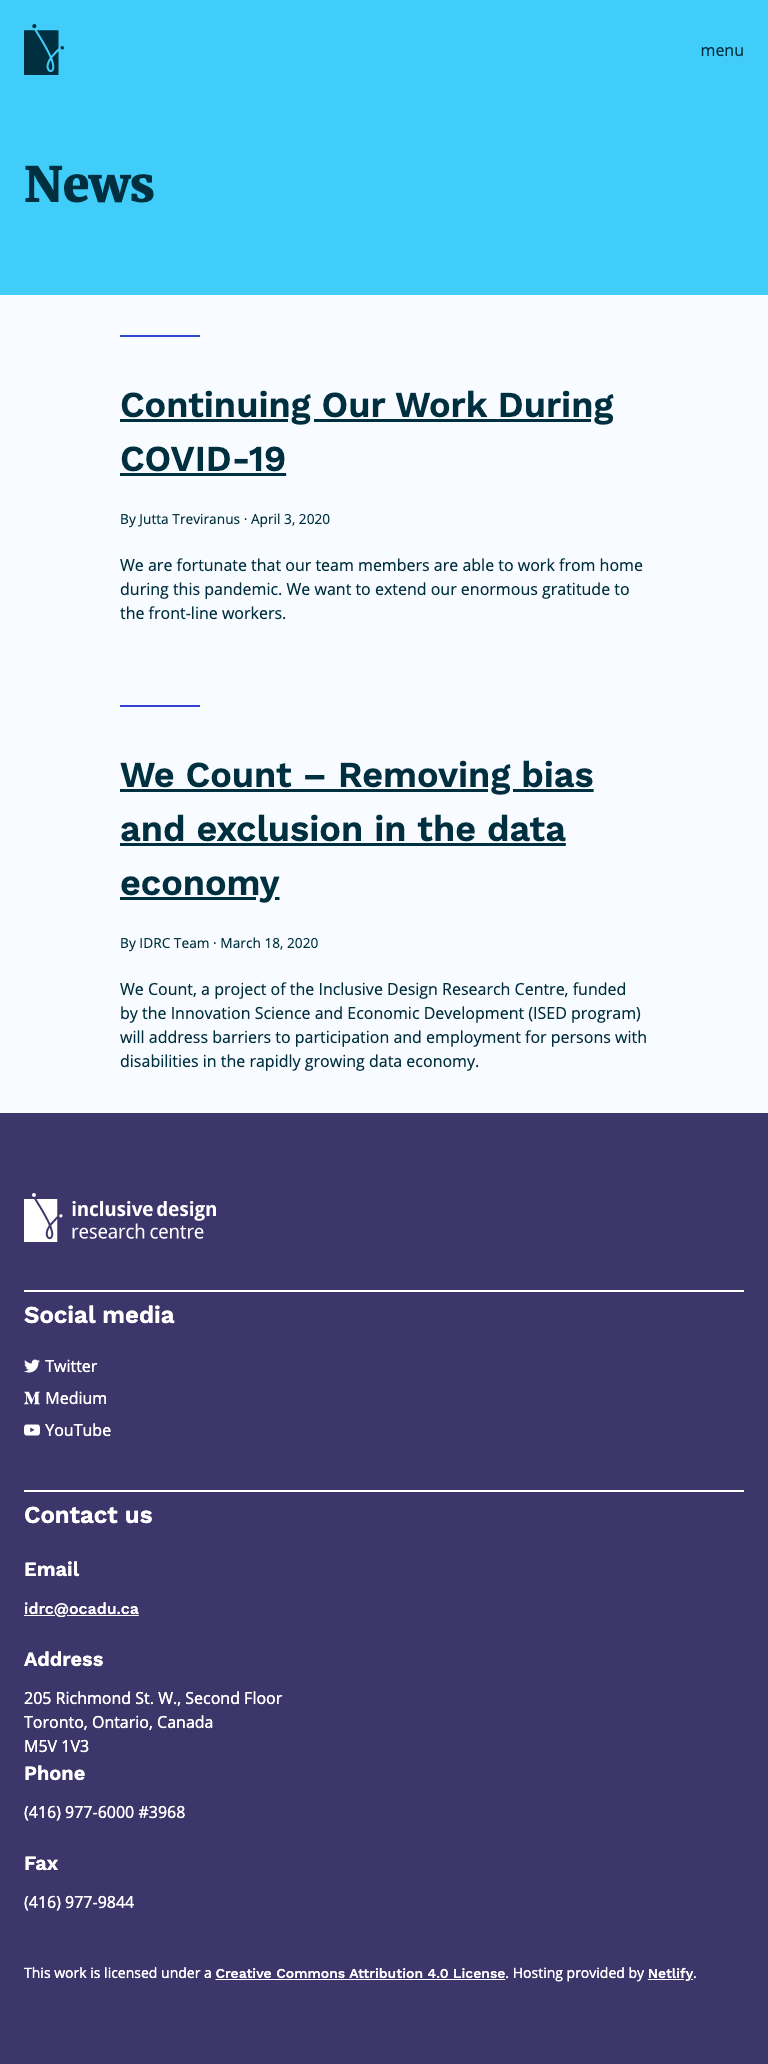 menu
News
Continuing Our Work During
COVID-19
By Jutta Treviranus · April 3, 2020
We are fortunate that our team members are able to work from home
during this pandemic. We want to extend our enormous gratitude to
the front-line workers.
We Count – Removing bias
and exclusion in the data
economy
By IDRC Team · March 18, 2020
We Count, a project of the Inclusive Design Research Centre, funded
by the Innovation Science and Economic Development (ISED program)
will address barriers to participation and employment for persons with
disabilities in the rapidly growing data economy.
inclusive design
research centre
Social media
Twitter
Medium
YouTube
Contact us
Email
idrc@ocadu.ca
Address
205 Richmond St. W., Second Floor
Toronto, Ontario, Canada
M5V 1V3
Phone
(416) 977-6000 #3968
Fax
(416) 977-9844
This work is licensed under a Creative Commons Attribution 4.0 License. Hosting provided by Netlify.